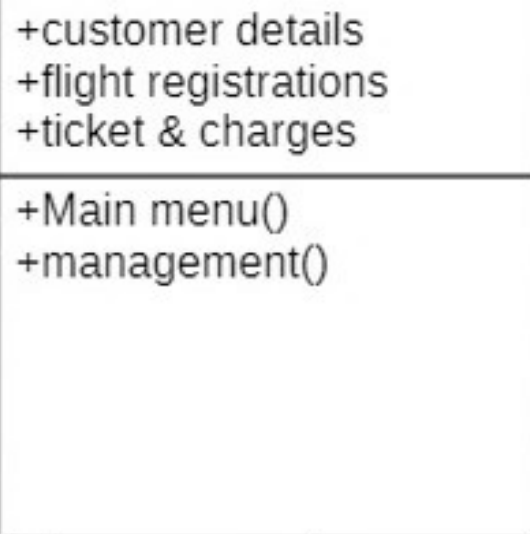 +customer details
+flight registrations
+ticket & charges
+Main menu()
+management()